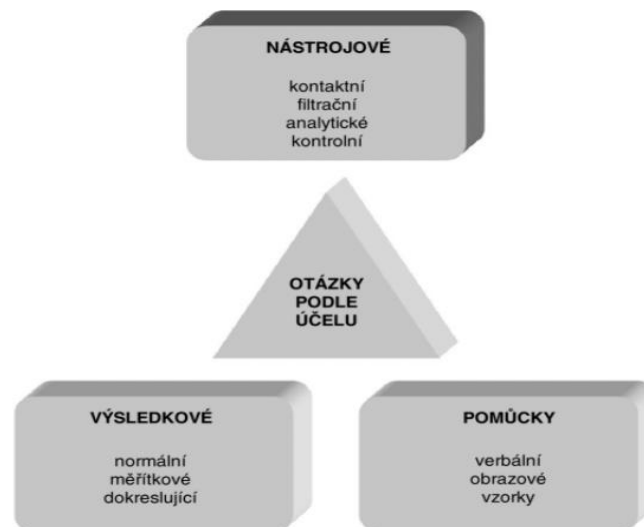 NÁSTROJOVÉ
kontaktní
filtrační
analytické
kontrolní
OTÁZKY
PODLE
ÚČELU
VÝSLEDKOVÉ
normální
měřítkové
dokreslující
POMŮCKY
verbální
obrazové
vzorky